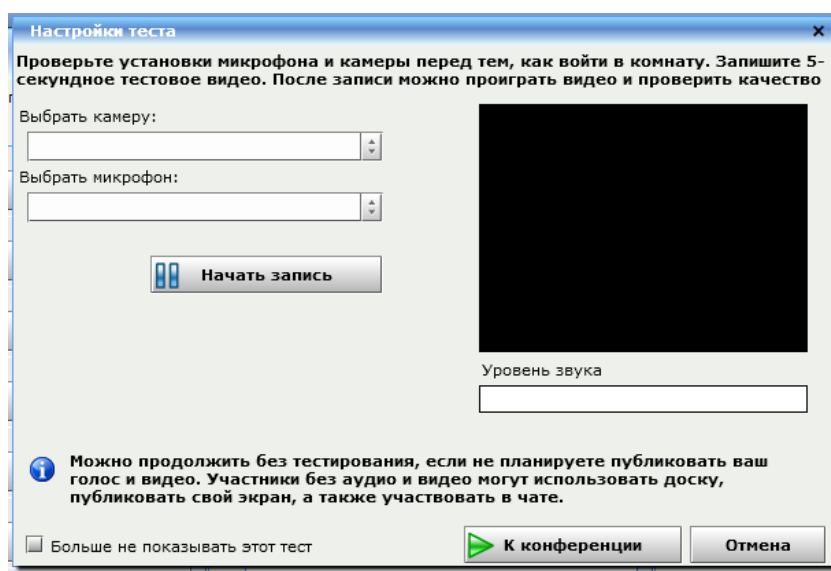 Настройки теста
Проверьте установки микрофона и камеры перед тем, как войти в комнату. Запишите 5-
секундное тестовое видео. После записи можно проиграть видео и проверить качество
Выбрать камеру:
Выбрать микрофон:
Начать запись
Уровень звука
Можно продолжить без тестирования, если не планируете публиковать ваш
голос и видео. Участники без аудио и видео могут использовать доску,
публиковать свой экран, а также участвовать в чате.
Больше не показывать этот тест
К конференции
Отмена